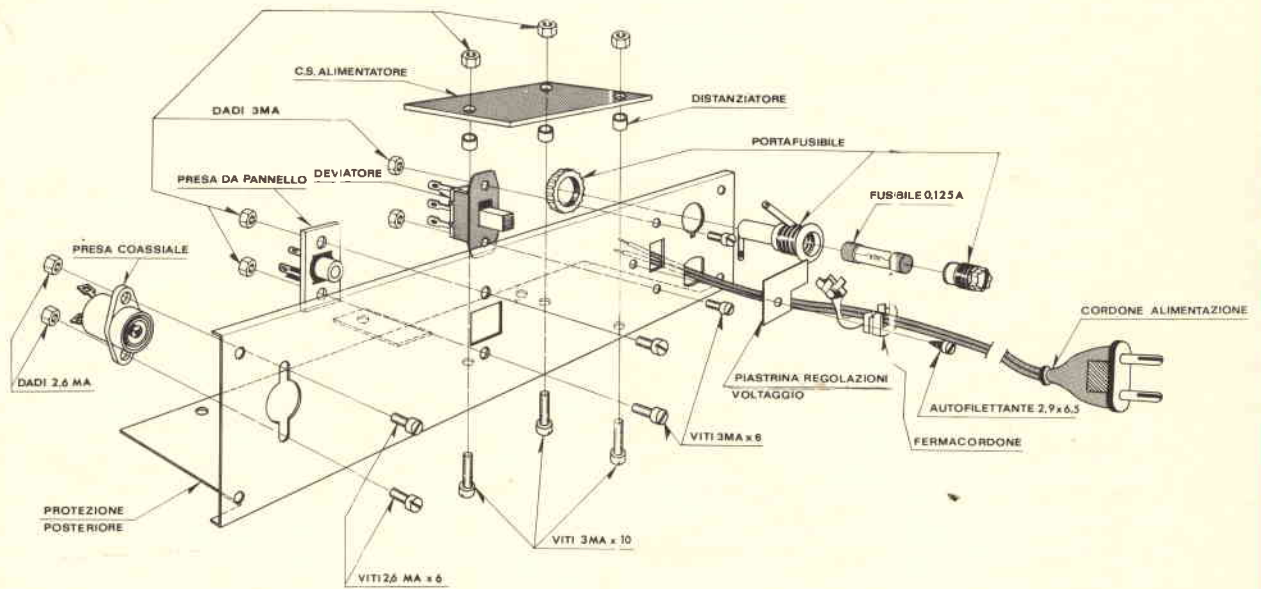 C.S. ALIMENTATORE
DADI 3MA
DISTANZIATORE
PORTAFUSIBILE
PRESA DA PANNELLO
DEVIATORE
FUSIBILE 0,125 A
PRESA COASSIALE
CORDONE ALIMENTAZIONE
DADI 2,6 MA
PIASTRINA REGOLAZIONI
VOLTAGGIO
AUTOFILETTANTE 2,9 x 6,5
VITI 3MA x 6
FERMACORDONE
PROTEZIONE
POSTERIORE
VITI 3MA x 10
VITI 2,6 MA x 6